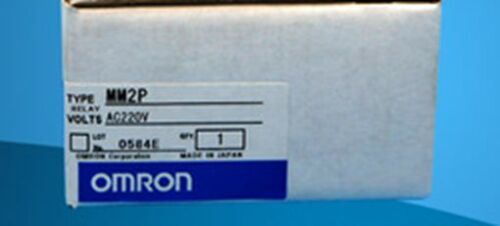 TYPE MM2P
RELAY
VOLTS AC220V
LOT No. 0584E QTY 1
OMRON Corporation MADE IN JAPAN
OMRON